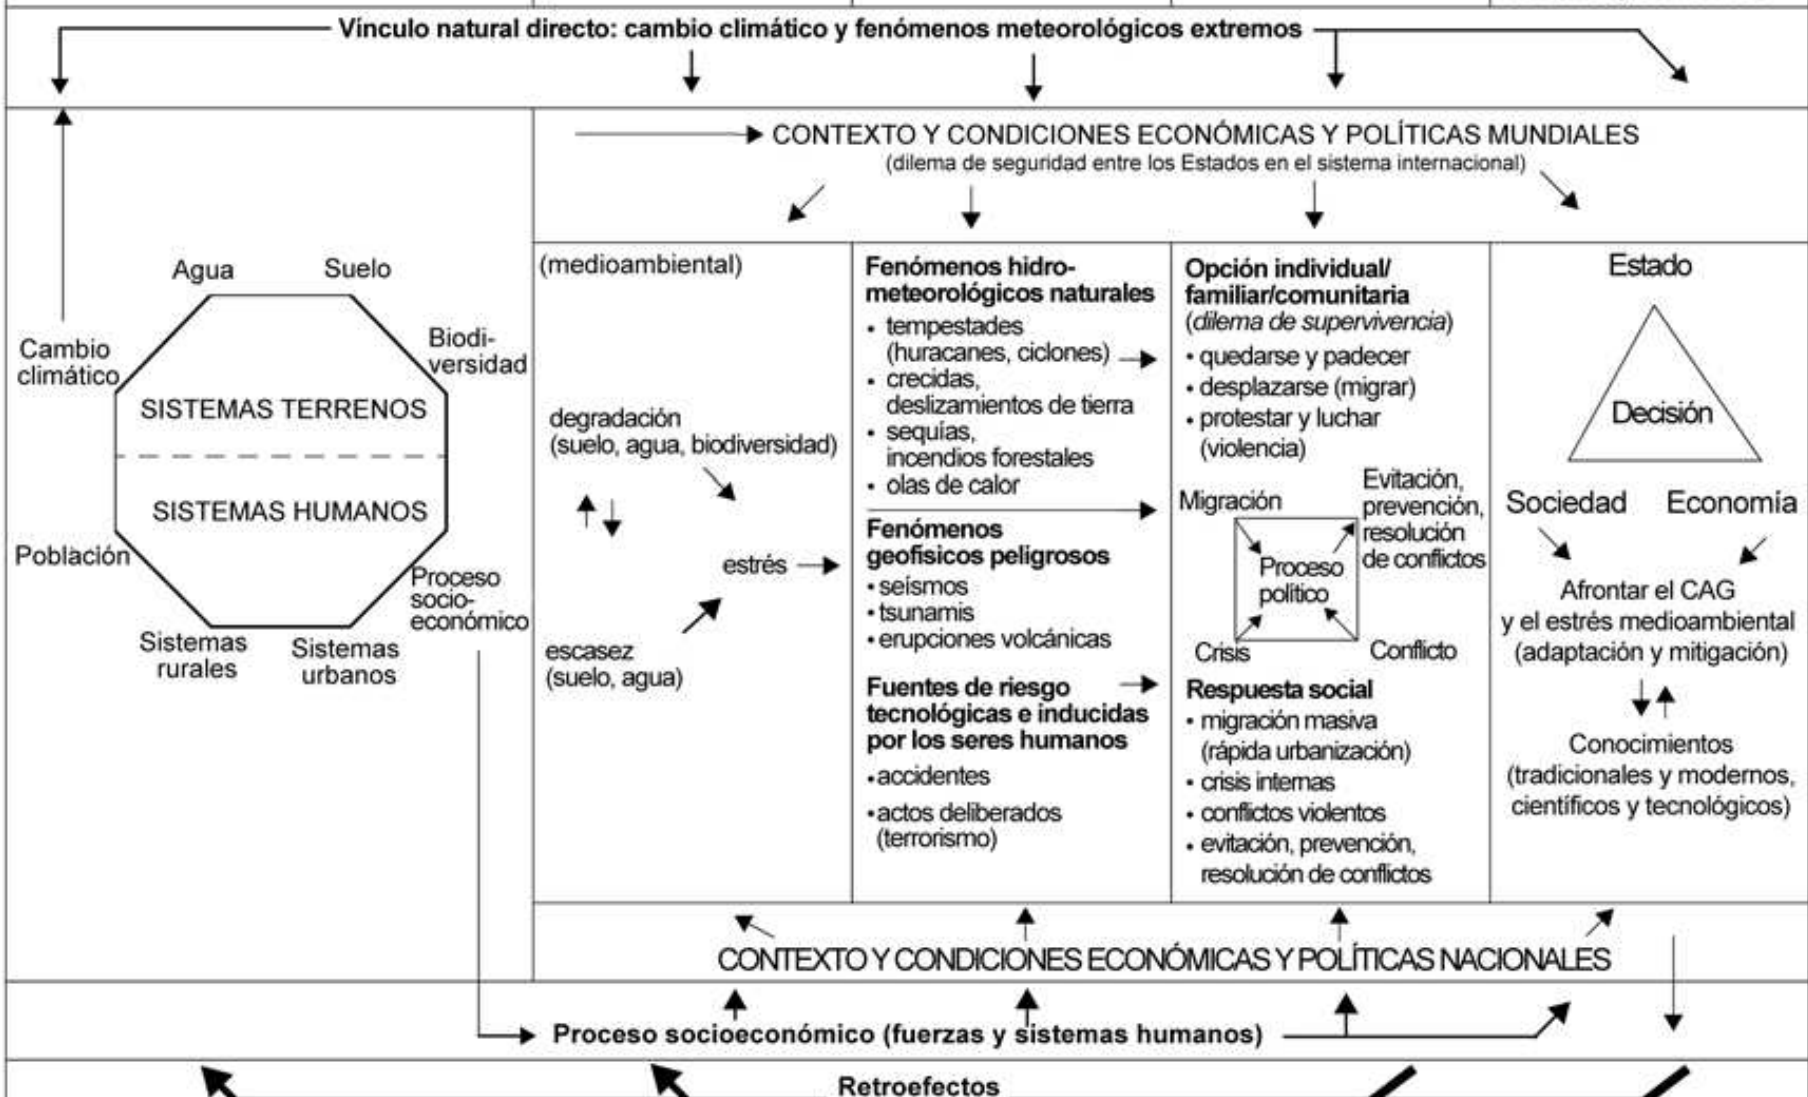 Vínculo natural directo: cambio climático y fenómenos meteorológicos extremos
CONTEXTO Y CONDICIONES ECONÓMICAS Y POLÍTICAS MUNDIALES
(dilema de seguridad entre los Estados en el sistema internacional)
Agua
Suelo
Cambio
climático
Biodi-
versidad
SISTEMAS TERRENOS
SISTEMAS HUMANOS
Población
Proceso
socio-
económico
Sistemas
rurales
Sistemas
urbanos
(medioambiental)
degradación
(suelo, agua, biodiversidad)
estrés
escasez
(suelo, agua)
Fenómenos hidro-
meteorológicos naturales
• tempestades
(huracanes, ciclones)
• crecidas,
deslizamientos de tierra
• sequías,
incendios forestales
• olas de calor
Fenómenos
geofísicos peligrosos
• seísmos
• tsunamis
• erupciones volcánicas
Fuentes de riesgo
tecnológicas e inducidas
por los seres humanos
• accidentes
• actos deliberados
(terrorismo)
Opción individual/
familiar/comunitaria
(dilema de supervivencia)
• quedarse y padecer
• desplazarse (migrar)
• protestar y luchar
(violencia)
Migración
Evitación,
prevención,
resolución
de conflictos
Proceso
político
Crisis
Conflicto
Respuesta social
• migración masiva
(rápida urbanización)
• crisis internas
• conflictos violentos
• evitación, prevención,
resolución de conflictos
Estado
Decisión
Sociedad
Economía
Afrontar el CAG
y el estrés medioambiental
(adaptación y mitigación)
Conocimientos
(tradicionales y modernos,
científicos y tecnológicos)
CONTEXTO Y CONDICIONES ECONÓMICAS Y POLÍTICAS NACIONALES
Proceso socioeconómico (fuerzas y sistemas humanos)
Retroefectos